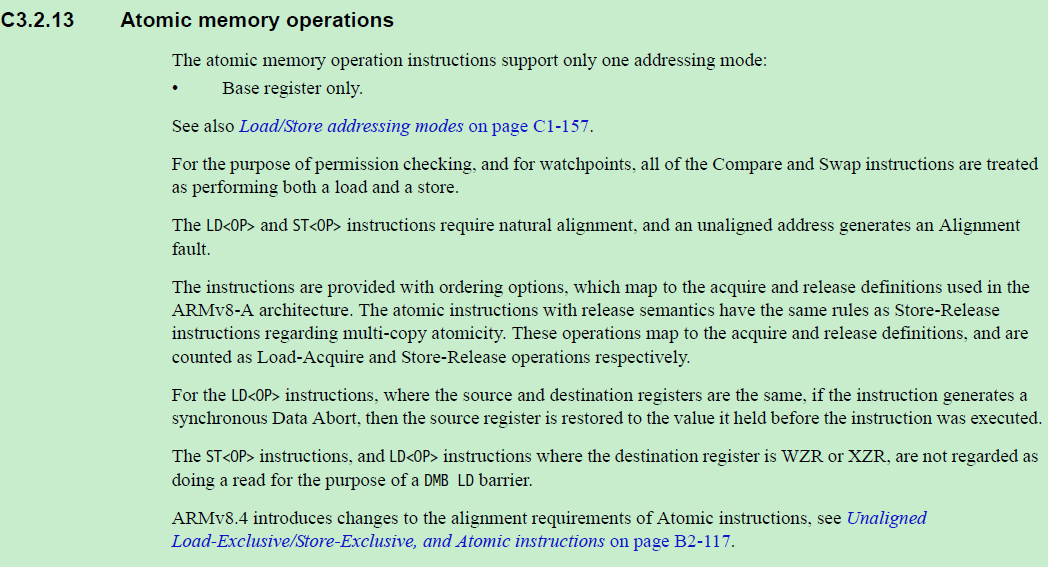 C3.2.13 Atomic memory operations
The atomic memory operation instructions support only one addressing mode:
• Base register only.
See also Load/Store addressing modes on page C1-157.
For the purpose of permission checking, and for watchpoints, all of the Compare and Swap instructions are treated
as performing both a load and a store.
The LD<OP> and ST<OP> instructions require natural alignment, and an unaligned address generates an Alignment
fault.
The instructions are provided with ordering options, which map to the acquire and release definitions used in the
ARMv8-A architecture. The atomic instructions with release semantics have the same rules as Store-Release
instructions regarding multi-copy atomicity. These operations map to the acquire and release definitions, and are
counted as Load-Acquire and Store-Release operations respectively.
For the LD<OP> instructions, where the source and destination registers are the same, if the instruction generates a
synchronous Data Abort, then the source register is restored to the value it held before the instruction was executed.
The ST<OP> instructions, and LD<OP> instructions where the destination register is WZR or XZR, are not regarded as
doing a read for the purpose of a DMB LD barrier.
ARMv8.4 introduces changes to the alignment requirements of Atomic instructions, see Unaligned
Load-Exclusive/Store-Exclusive, and Atomic instructions on page B2-117.